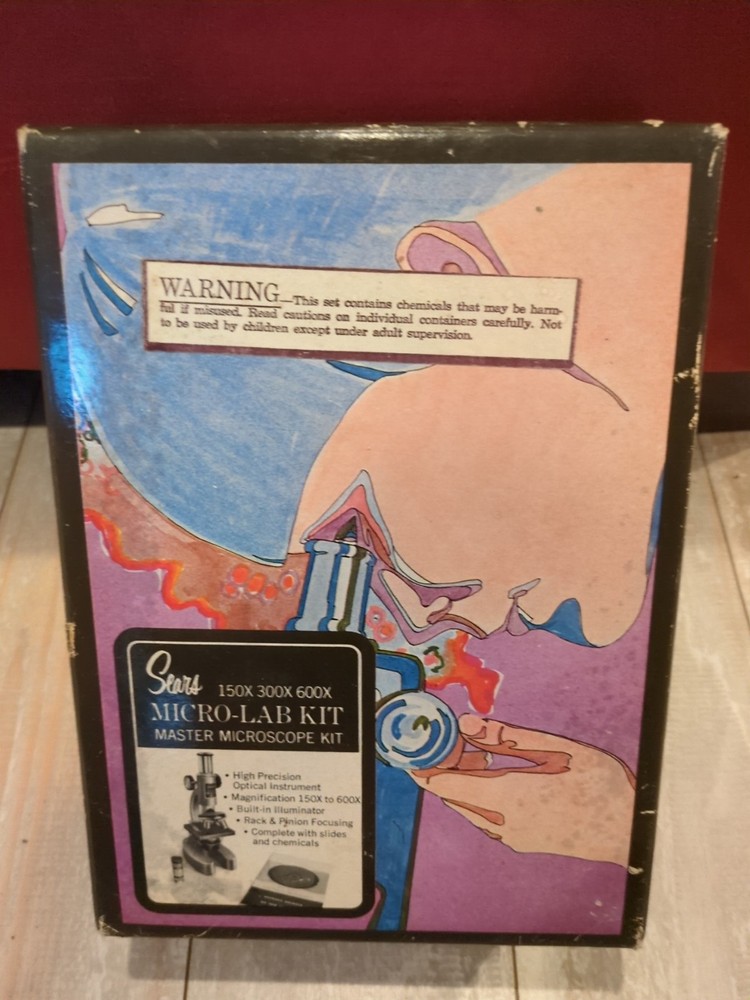 WARNING—This set contains chemicals that may be harm-
ful if misused. Read cautions on individual containers carefully. Not
to be used by children except under adult supervision.
Sears 150X 300X 600X
MICRO-LAB KIT
MASTER MICROSCOPE KIT
• High Precision
Optical Instrument
• Magnification 150X to 600X
• Built-in Illuminator
• Rack & Pinion Focusing
• Complete with slides
and chemicals